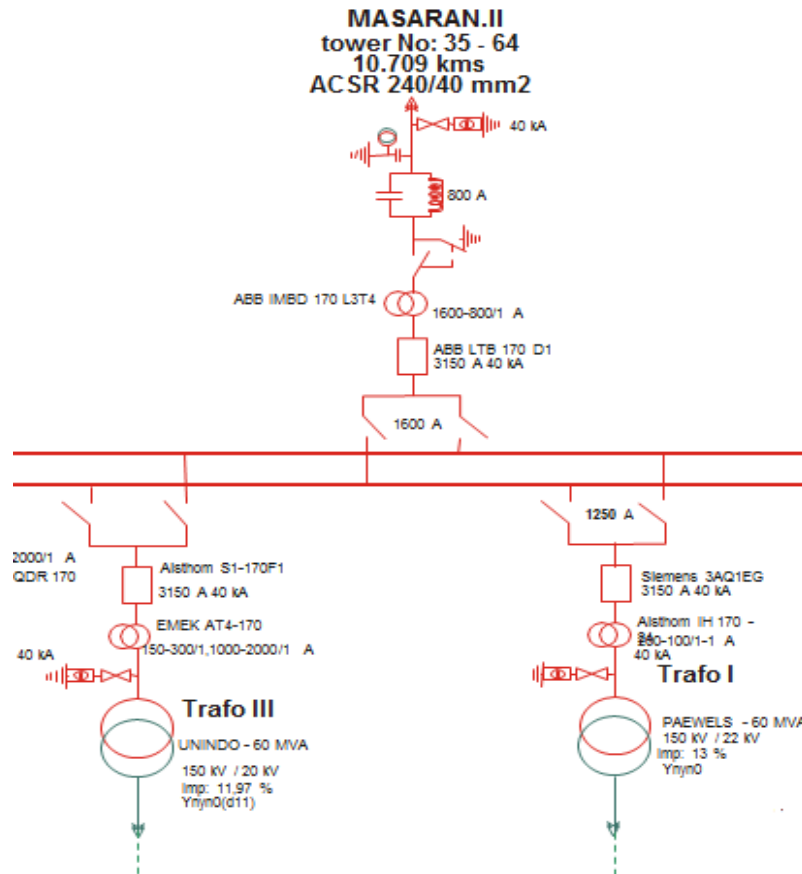 MASARAN.II
tower No: 35 - 64
10.709 kms
ACSR 240/40 mm2
40 kA
800 A
ABB IMBD 170 L3T4
1600-800/1 A
ABB LTB 170 D1
3150 A 40 kA
1600 A
2000/1 A
QDR 170
Alsthom S1-170F1
3150 A 40 kA
EMEK AT4-170
150-300/1,1000-2000/1 A
40 kA
Trafo III
UNINDO - 60 MVA
150 kV / 20 kV
Imp: 11,97 %
Ynyn0(d11)
1250 A
Siemens 3AQ1EG
3150 A 40 kA
Alsthom IH 170 -
-100/1-1 A
40 kA
Trafo I
PAEWELS - 60 MVA
150 kV / 22 kV
Imp: 13 %
Ynyn0